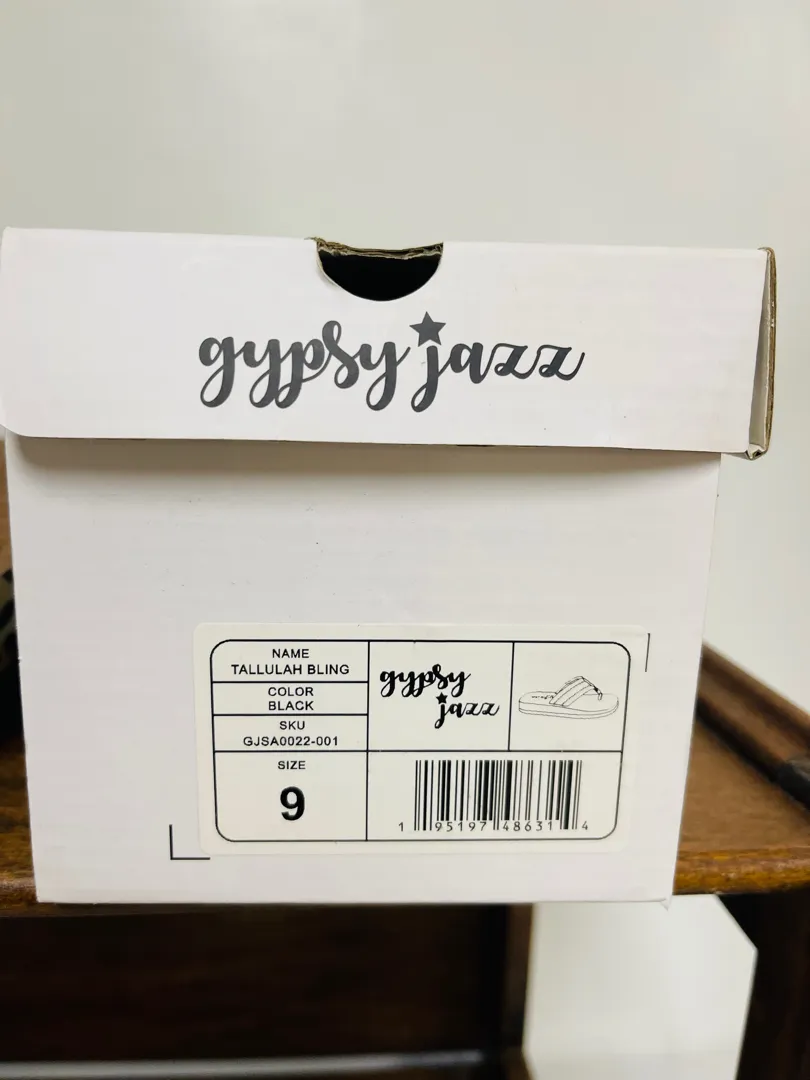 gypsy jazz
NAME
TALLULAH BLING
COLOR
BLACK
SKU
GJSA0022-001
SIZE
9
gypsy
jazz
1 95197 48631 4